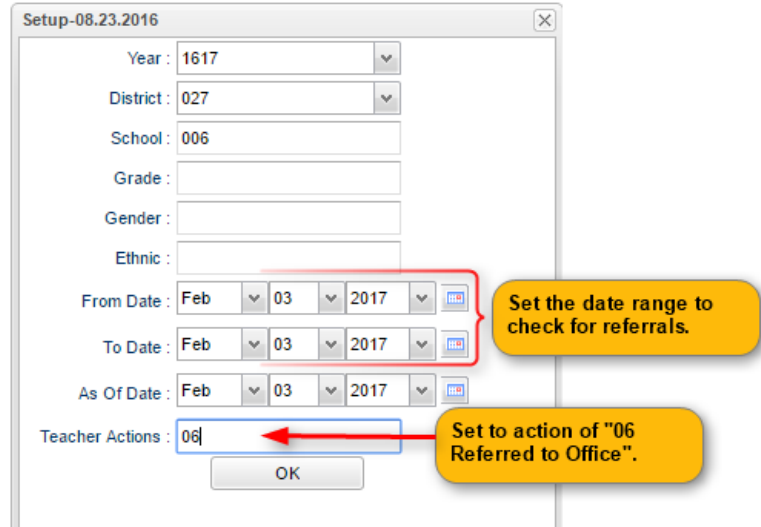 Setup-08.23.2016
Year : 1617
District : 027
School : 006
Grade :
Gender :
Ethnic :
From Date : Feb 03 2017
To Date : Feb 03 2017
As Of Date : Feb 03 2017
Teacher Actions : 06
OK
Set the date range to
check for referrals.
Set to action of "06
Referred to Office".